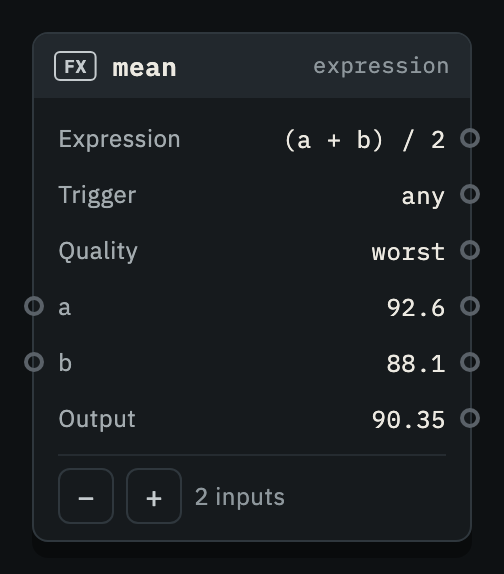 FX mean expression
Expression (a + b) / 2
Trigger any
Quality worst
a 92.6
b 88.1
Output 90.35
− + 2 inputs